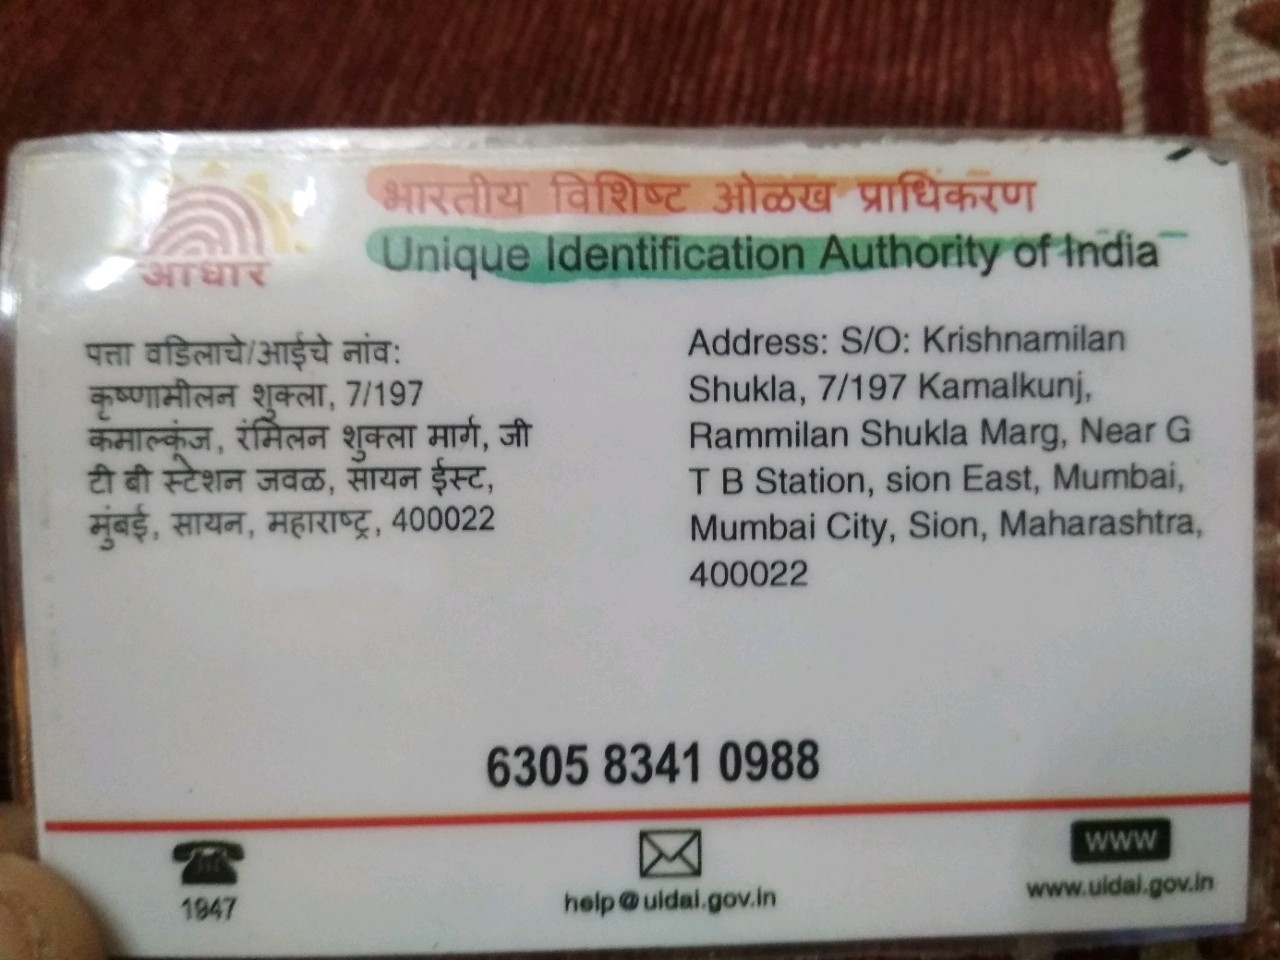 आधार
भारतीय विशिष्ट ओळख प्राधिकरण
Unique Identification Authority of India
पत्ता वडिलाचे/आईचे नांव:
कृष्णामीलन शुक्ला, 7/197
कमाल्कूंज, रंमिलन शुक्ला मार्ग, जी
टी बी स्टेशन जवळ, सायन ईस्ट,
मुंबई, सायन, महाराष्ट्र, 400022
Address: S/O: Krishnamilan
Shukla, 7/197 Kamalkunj,
Rammilan Shukla Marg, Near G
T B Station, sion East, Mumbai,
Mumbai City, Sion, Maharashtra,
400022
6305 8341 0988
1947
help@uidai.gov.in
www
www.uidai.gov.in